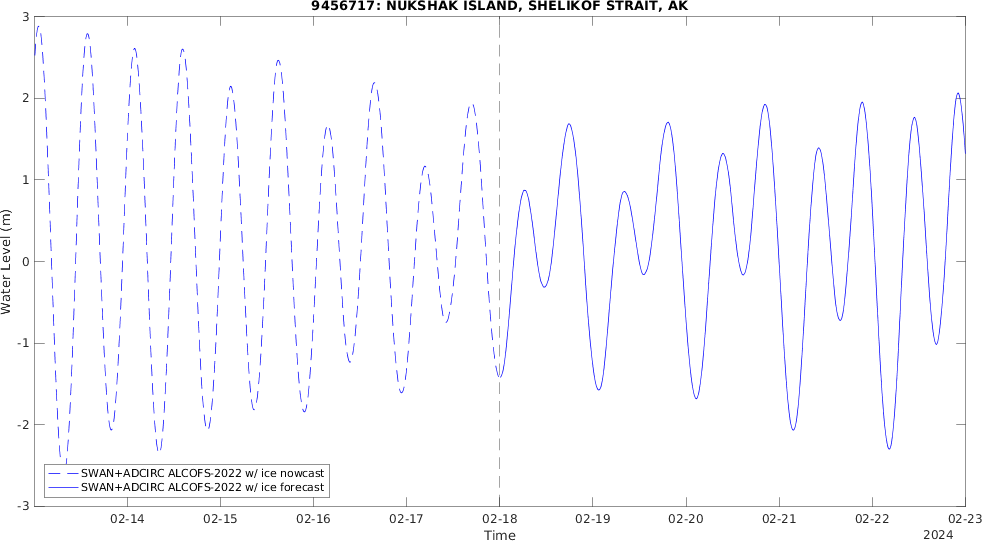 9456717: NUKSHAK ISLAND, SHELIKOF STRAIT, AK
3
2
1
0
-1
-2
-3
Water Level (m)
SWAN+ADCIRC ALCOFS-2022 w/ ice nowcast
SWAN+ADCIRC ALCOFS-2022 w/ ice forecast
02-14 02-15 02-16 02-17 02-18 02-19 02-20 02-21 02-22 02-23
Time
2024